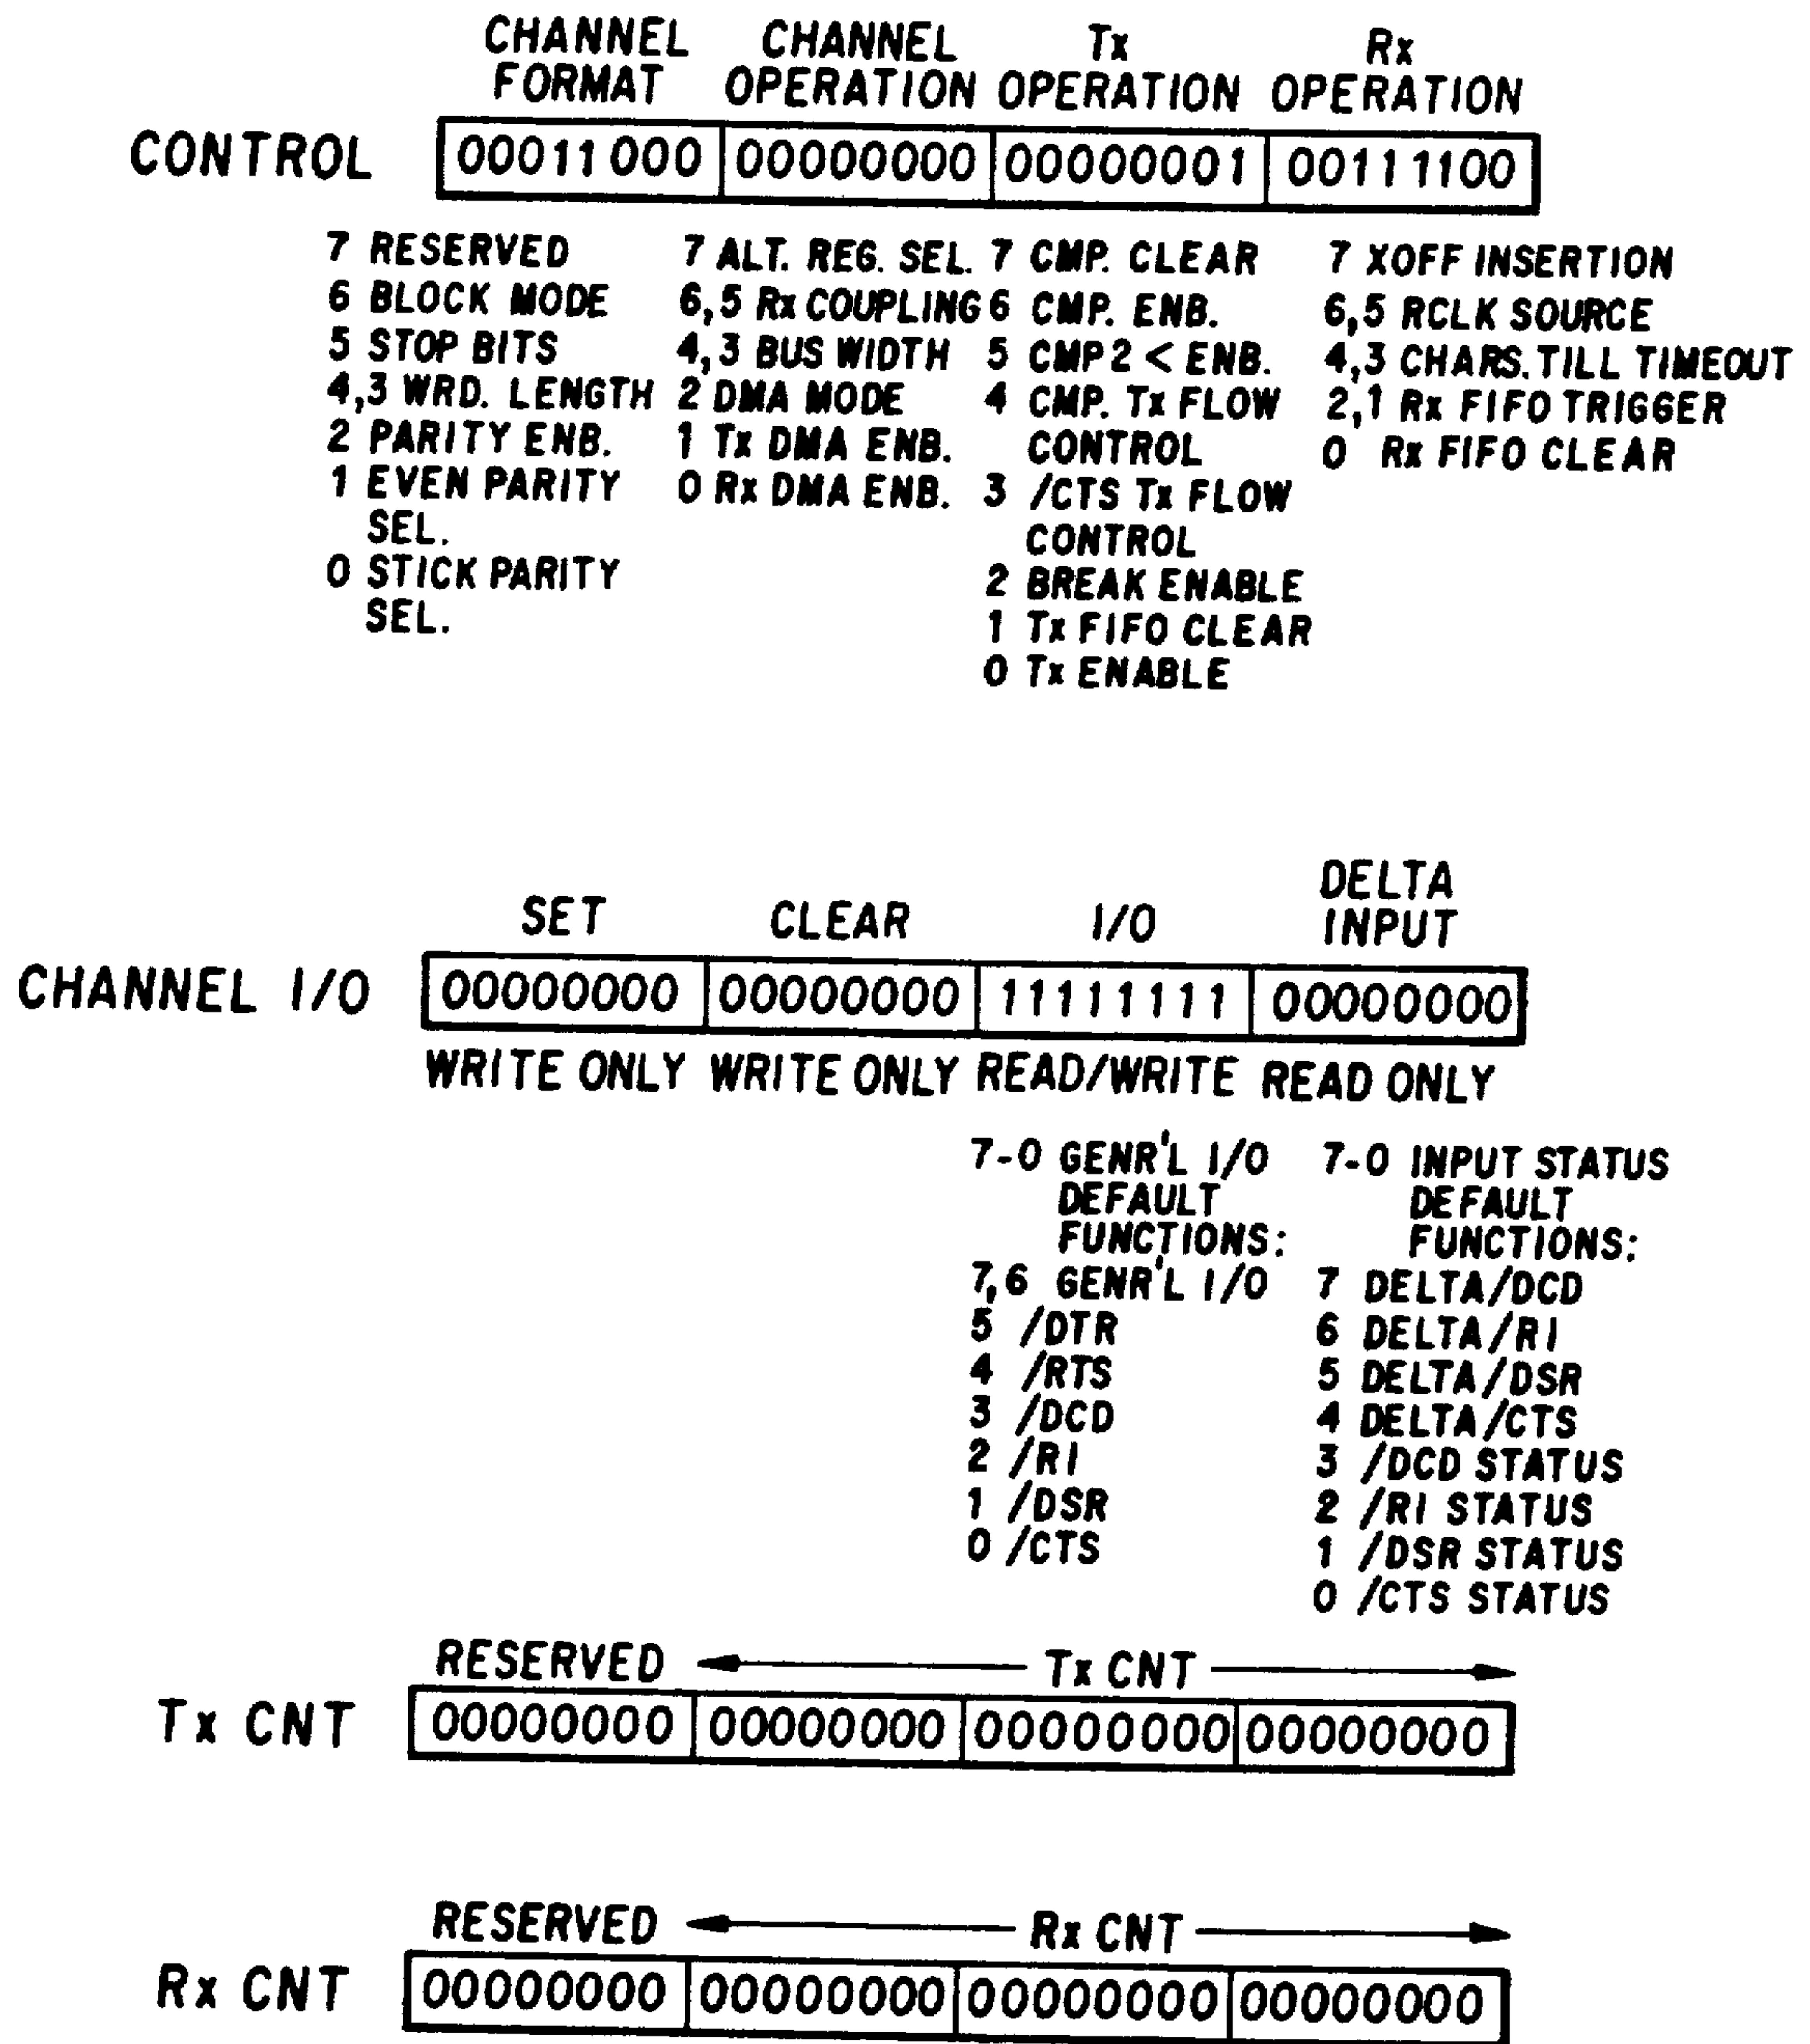 CHANNEL FORMAT CHANNEL OPERATION Tx OPERATION Rx OPERATION
CONTROL 00011000 00000000 00000001 00111100
7 RESERVED
6 BLOCK MODE
5 STOP BITS
4,3 WRD. LENGTH
2 PARITY ENB.
1 EVEN PARITY
SEL.
0 STICK PARITY
SEL.
7 ALT. REG. SEL.
6,5 Rx COUPLING
4,3 BUS WIDTH
2 DMA MODE
1 Tx DMA ENB.
0 Rx DMA ENB.
7 CMP. CLEAR
6 CMP. ENB.
5 CMP 2 < ENB.
4 CMP. Tx FLOW
CONTROL
3 /CTS Tx FLOW
CONTROL
2 BREAK ENABLE
1 Tx FIFO CLEAR
0 Tx ENABLE
7 XOFF INSERTION
6,5 RCLK SOURCE
4,3 CHARS. TILL TIMEOUT
2,1 Rx FIFO TRIGGER
0 Rx FIFO CLEAR
SET CLEAR I/O DELTA INPUT
CHANNEL I/O 00000000 00000000 11111111 00000000
WRITE ONLY WRITE ONLY READ/WRITE READ ONLY
7-0 GENR'L I/O
DEFAULT
FUNCTIONS:
7,6 GENR'L I/O
5 /DTR
4 /RTS
3 /DCD
2 /RI
1 /DSR
0 /CTS
7-0 INPUT STATUS
DEFAULT
FUNCTIONS:
7 DELTA/DCD
6 DELTA/RI
5 DELTA/DSR
4 DELTA/CTS
3 /DCD STATUS
2 /RI STATUS
1 /DSR STATUS
0 /CTS STATUS
RESERVED Tx CNT
Tx CNT 00000000 00000000 00000000 00000000
RESERVED Rx CNT
Rx CNT 00000000 00000000 00000000 00000000